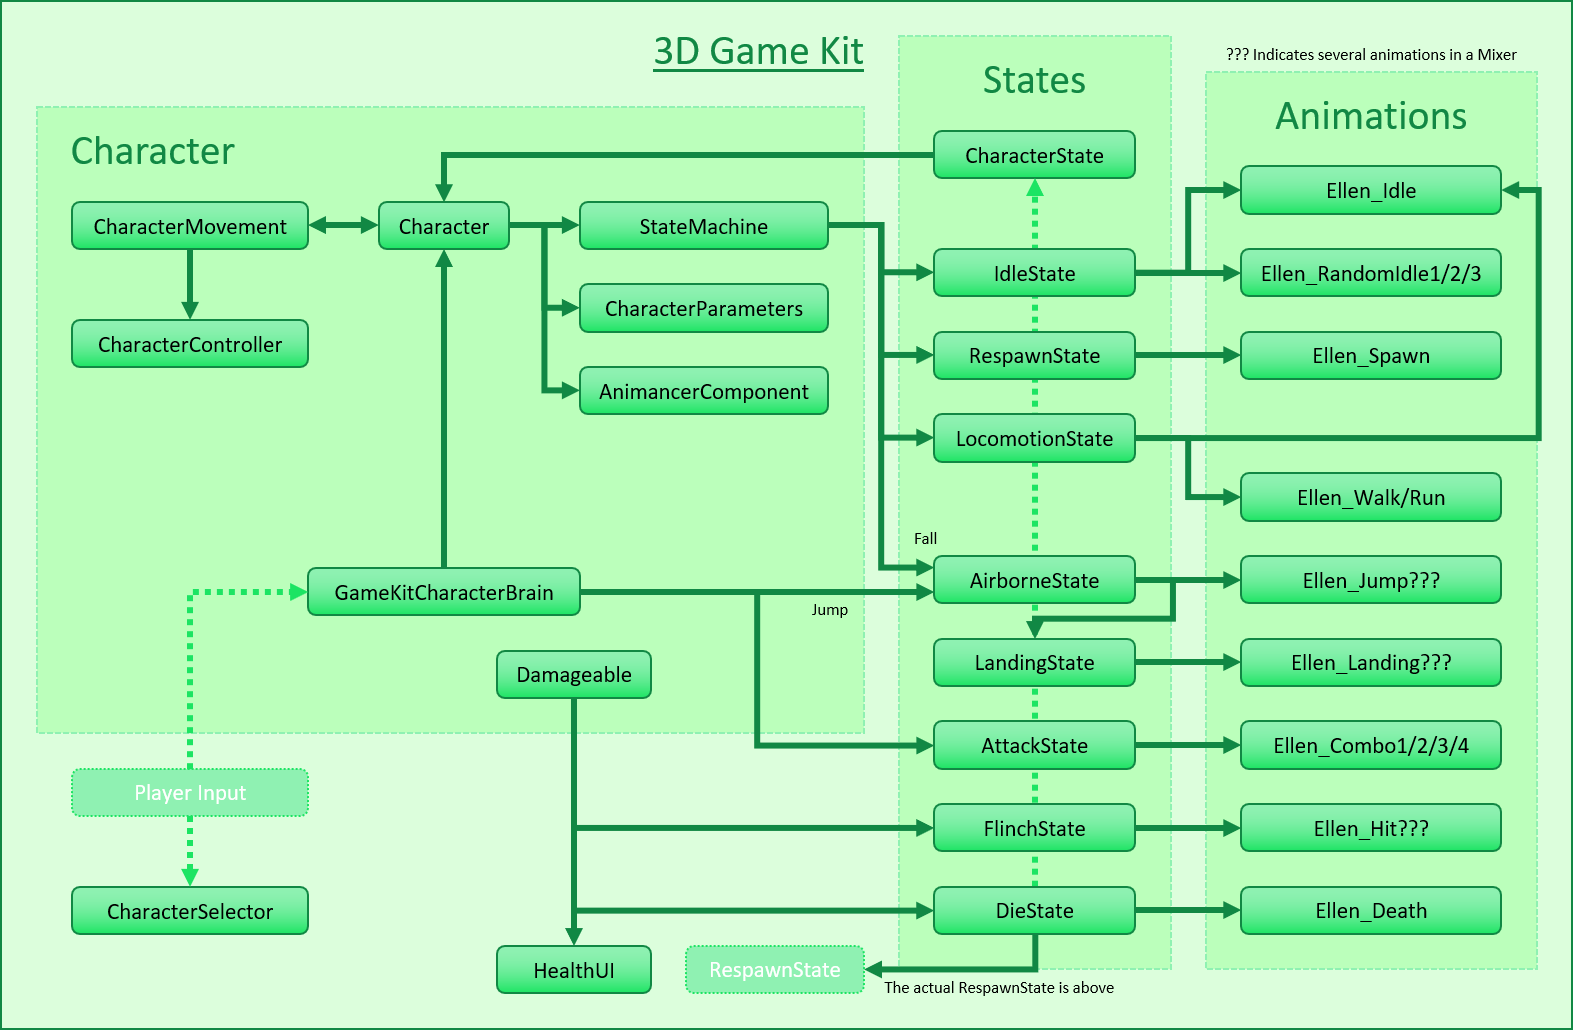 3D Game Kit
??? Indicates several animations in a Mixer
States
Animations
Character
CharacterState
Ellen_Idle
CharacterMovement
Character
StateMachine
IdleState
Ellen_RandomIdle1/2/3
CharacterParameters
CharacterController
RespawnState
Ellen_Spawn
AnimancerComponent
LocomotionState
Ellen_Walk/Run
Fall
AirborneState
Ellen_Jump???
GameKitCharacterBrain
Jump
LandingState
Ellen_Landing???
Damageable
AttackState
Ellen_Combo1/2/3/4
Player Input
FlinchState
Ellen_Hit???
CharacterSelector
DieState
Ellen_Death
HealthUI
RespawnState
The actual RespawnState is above